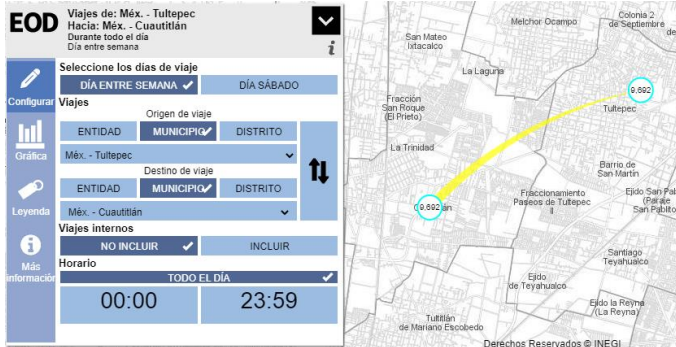 EOD
Viajes de: Méx. - Tultepec
Hacia: Méx. - Cuautitlán
Durante todo el día
Día entre semana
i
Seleccione los días de viaje
DÍA ENTRE SEMANA
DÍA SÁBADO
Configurar
Viajes
Origen de viaje
ENTIDAD
MUNICIPIO
DISTRITO
Gráfica
Méx. - Tultepec
Destino de viaje
ENTIDAD
MUNICIPIO
DISTRITO
Leyenda
Méx. - Cuautitlán
Viajes internos
NO INCLUIR
INCLUIR
Más
información
Horario
TODO EL DÍA
00:00
23:59
Melchor Ocampo
Colonia 2
de Septiembre
de
San Mateo
Ixtacalco
La Laguna
9,692
Tultepec
Fracción
San Roque
(El Prieto)
La Trinidad
Barrio de
San Martín
Fraccionamiento
Paseos de Tultepec
II
Ejido San Pal
(Paraje
San Pablito
9,692
Santiago
Teyahualco
Ejido
de Teyahualco
Ejido la Reyna
(La Reyna)
Tultitlán
de Mariano Escobedo
Derechos Reservados © INEGI